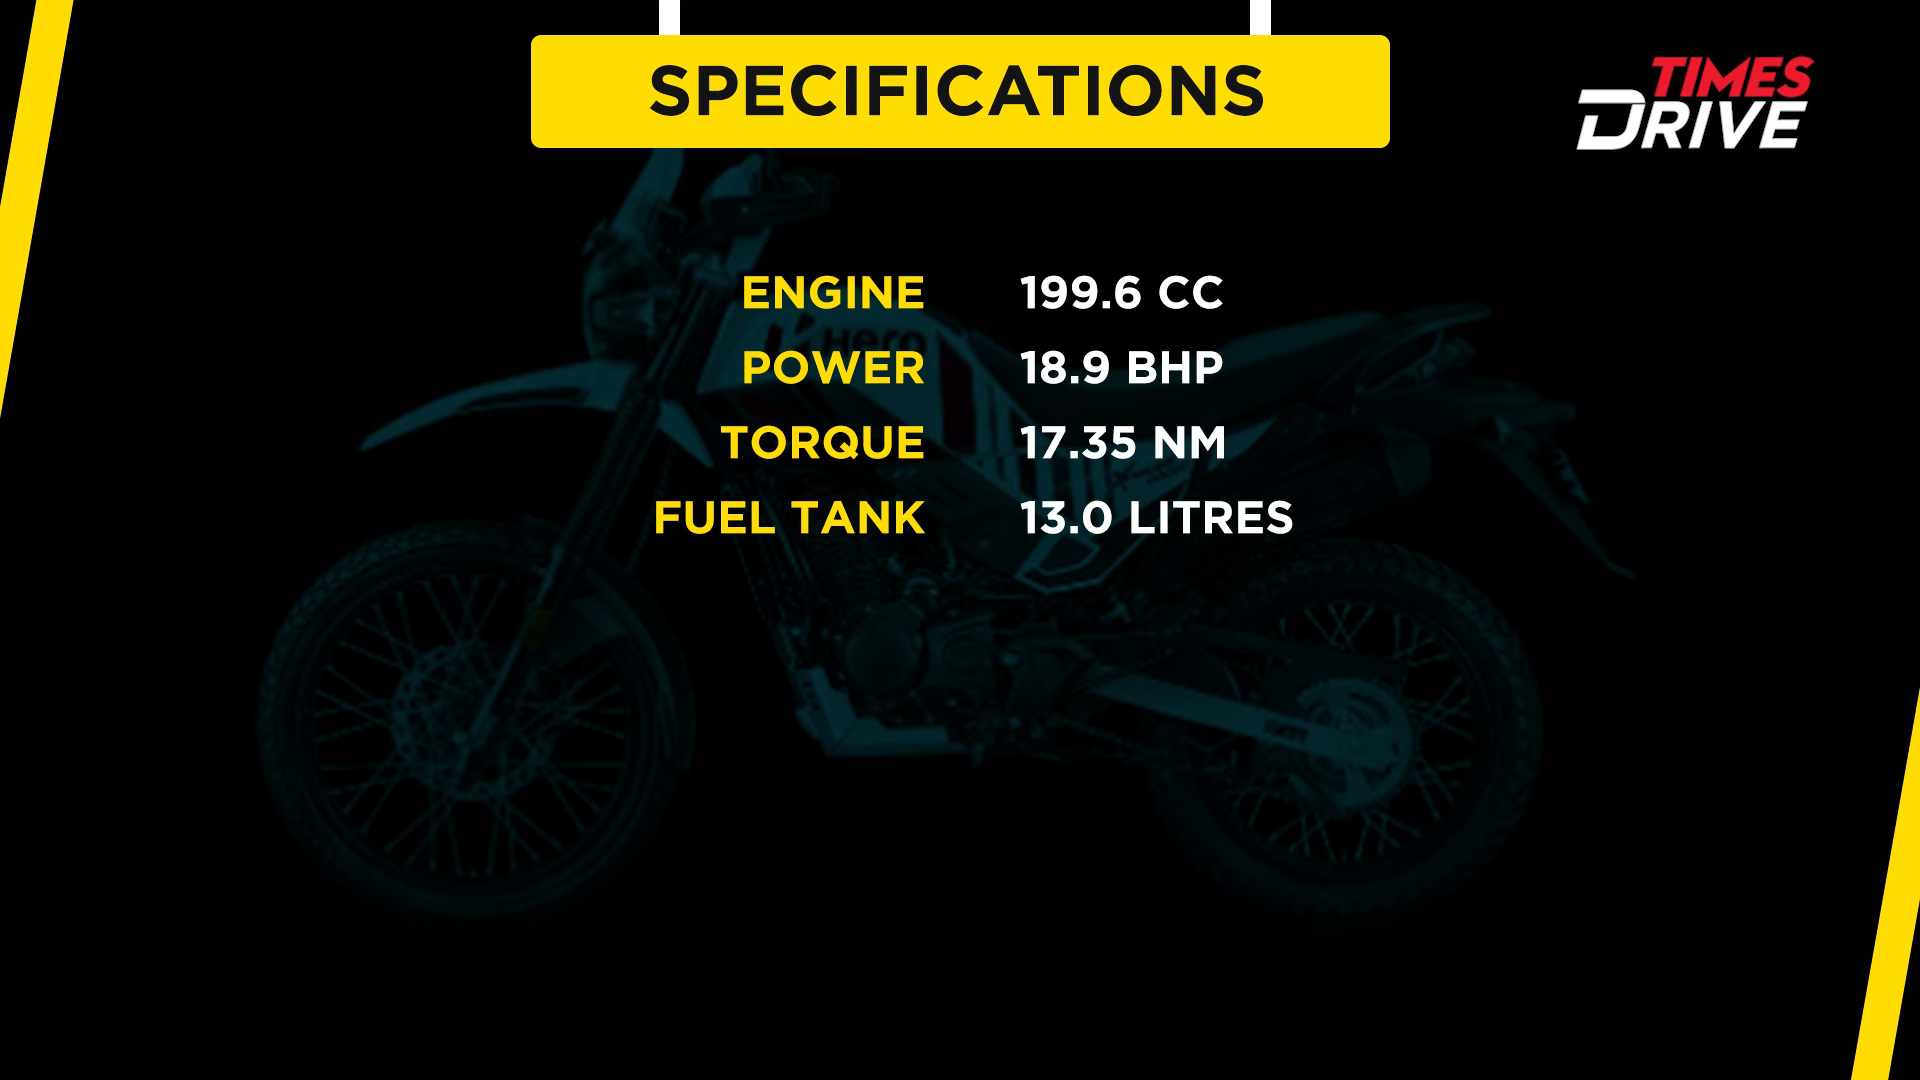 SPECIFICATIONS
TIMES
DRIVE
ENGINE 199.6 CC
POWER 18.9 BHP
TORQUE 17.35 NM
FUEL TANK 13.0 LITRES
Hero